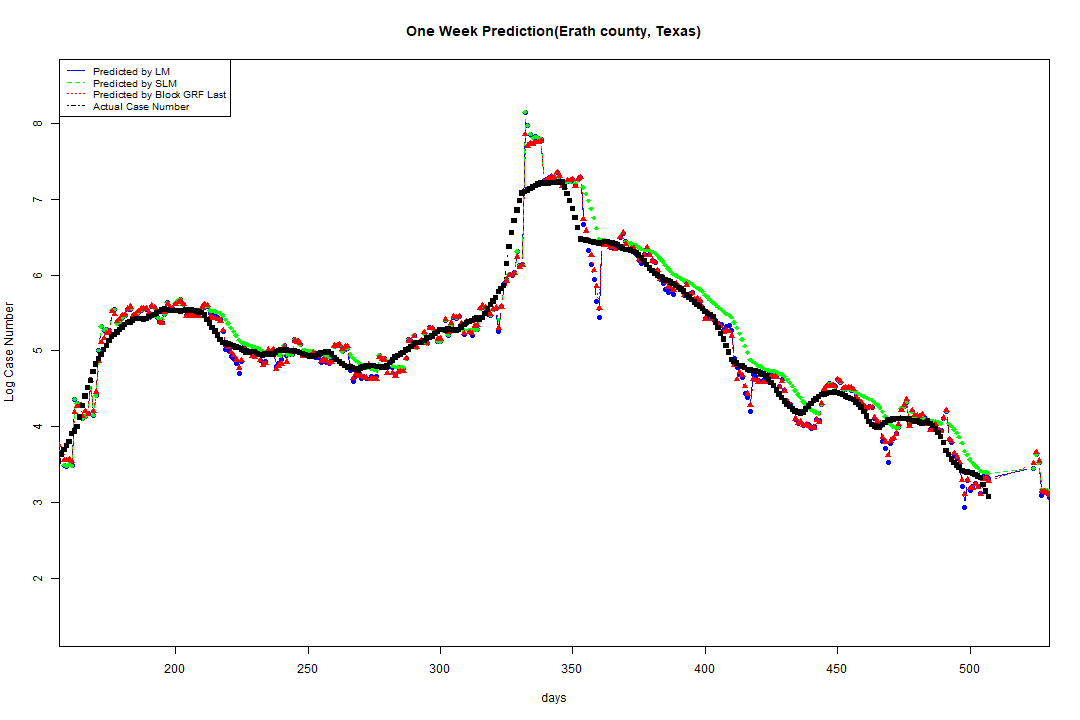 One Week Prediction(Erath county, Texas)
Predicted by LM
Predicted by SLM
Predicted by Block GRF Last
Actual Case Number
8
7
6
5
4
3
2
Log Case Number
200 250 300 350 400 450 500
days